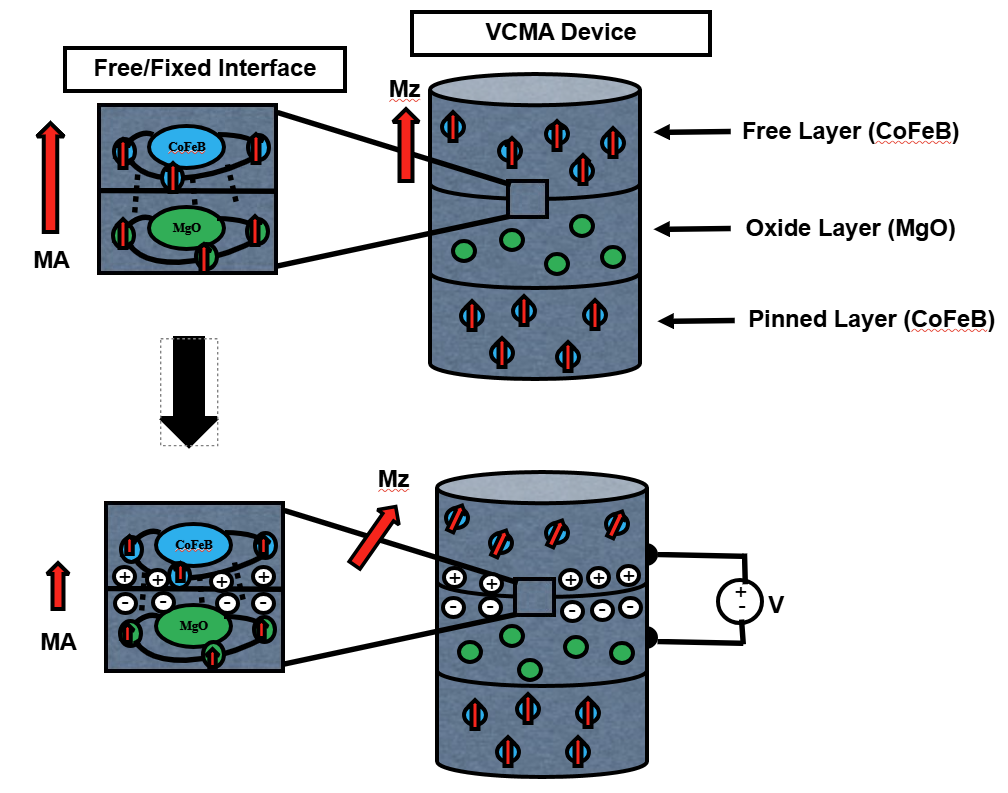 VCMA Device
Free/Fixed Interface
Mz
CoFeB
MgO
MA
Free Layer (CoFeB)
Oxide Layer (MgO)
Pinned Layer (CoFeB)
Mz
CoFeB
+ + + +
- - - -
MgO
MA
+ + + + +
- - - - -
+
-
V